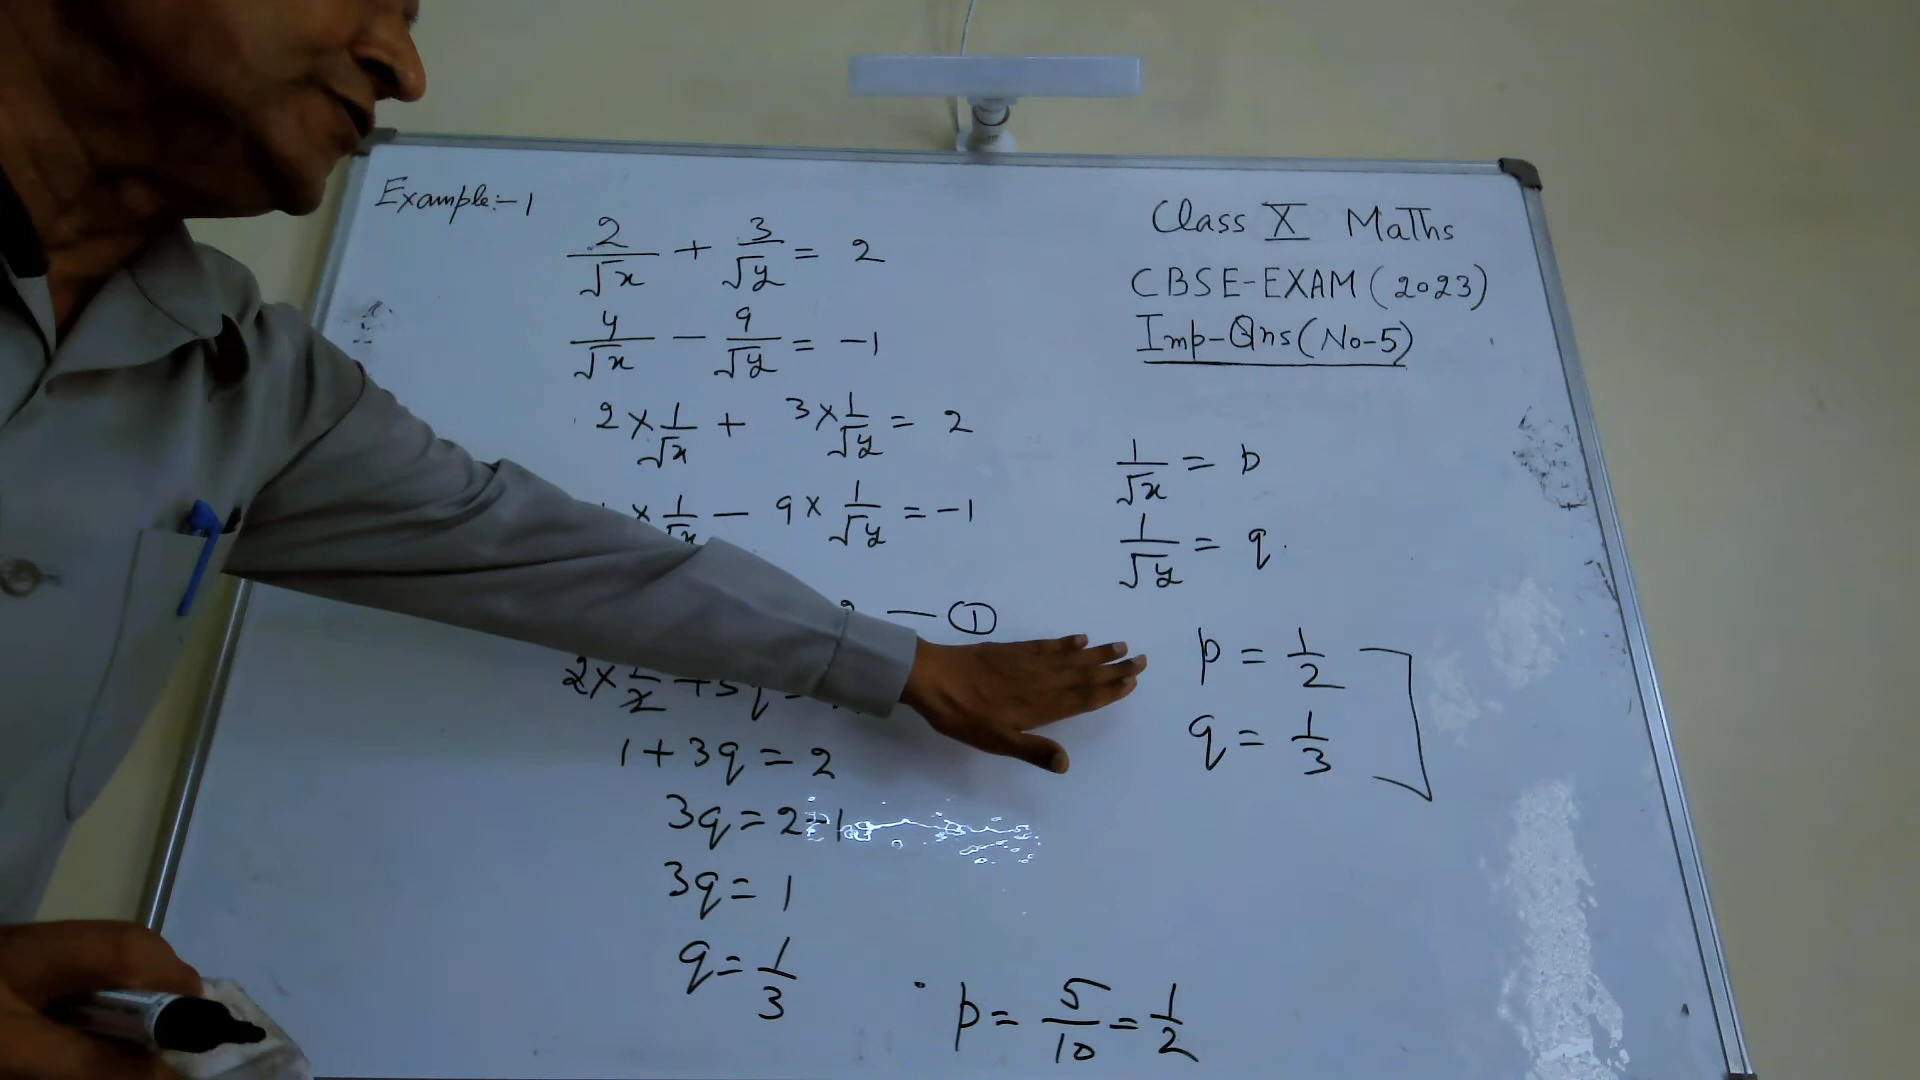 Example:-1
2/√x + 3/√y = 2
4/√x - 9/√y = -1
2×1/√x + 3×1/√y = 2
×1/√x - 9×1/√y = -1
— ①
2×1/2 + 3q =
1+3q = 2
3q = 2-1
3q = 1
q = 1/3
p = 5/10 = 1/2
Class X Maths
CBSE-EXAM (2023)
Imp-Qns (No-5)
1/√x = p
1/√y = q
p = 1/2
q = 1/3